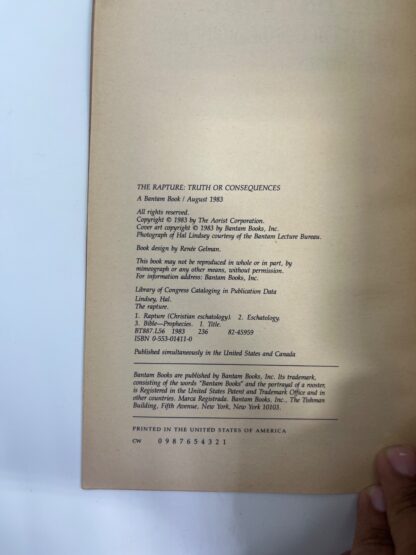 THE RAPTURE: TRUTH OR CONSEQUENCES
A Bantam Book / August 1983
All rights reserved.
Copyright © 1983 by The Aorist Corporation.
Cover art copyright © 1983 by Bantam Books, Inc.
Photograph of Hal Lindsey courtesy of the Bantam Lecture Bureau.
Book design by Renée Gelman.
This book may not be reproduced in whole or in part, by
mimeograph or any other means, without permission.
For information address: Bantam Books, Inc.
Library of Congress Cataloging in Publication Data
Lindsey, Hal.
The rapture.
1. Rapture (Christian eschatology). 2. Eschatology.
3. Bible—Prophecies. I. Title.
BT887.L56 1983 236 82-45959
ISBN 0-553-01411-0
Published simultaneously in the United States and Canada
Bantam Books are published by Bantam Books, Inc. Its trademark,
consisting of the words "Bantam Books" and the portrayal of a rooster,
is Registered in the United States Patent and Trademark Office and in
other countries. Marca Registrada. Bantam Books, Inc., The Tishman
Building, Fifth Avenue, New York, New York 10103.
PRINTED IN THE UNITED STATES OF AMERICA
CW 0 9 8 7 6 5 4 3 2 1